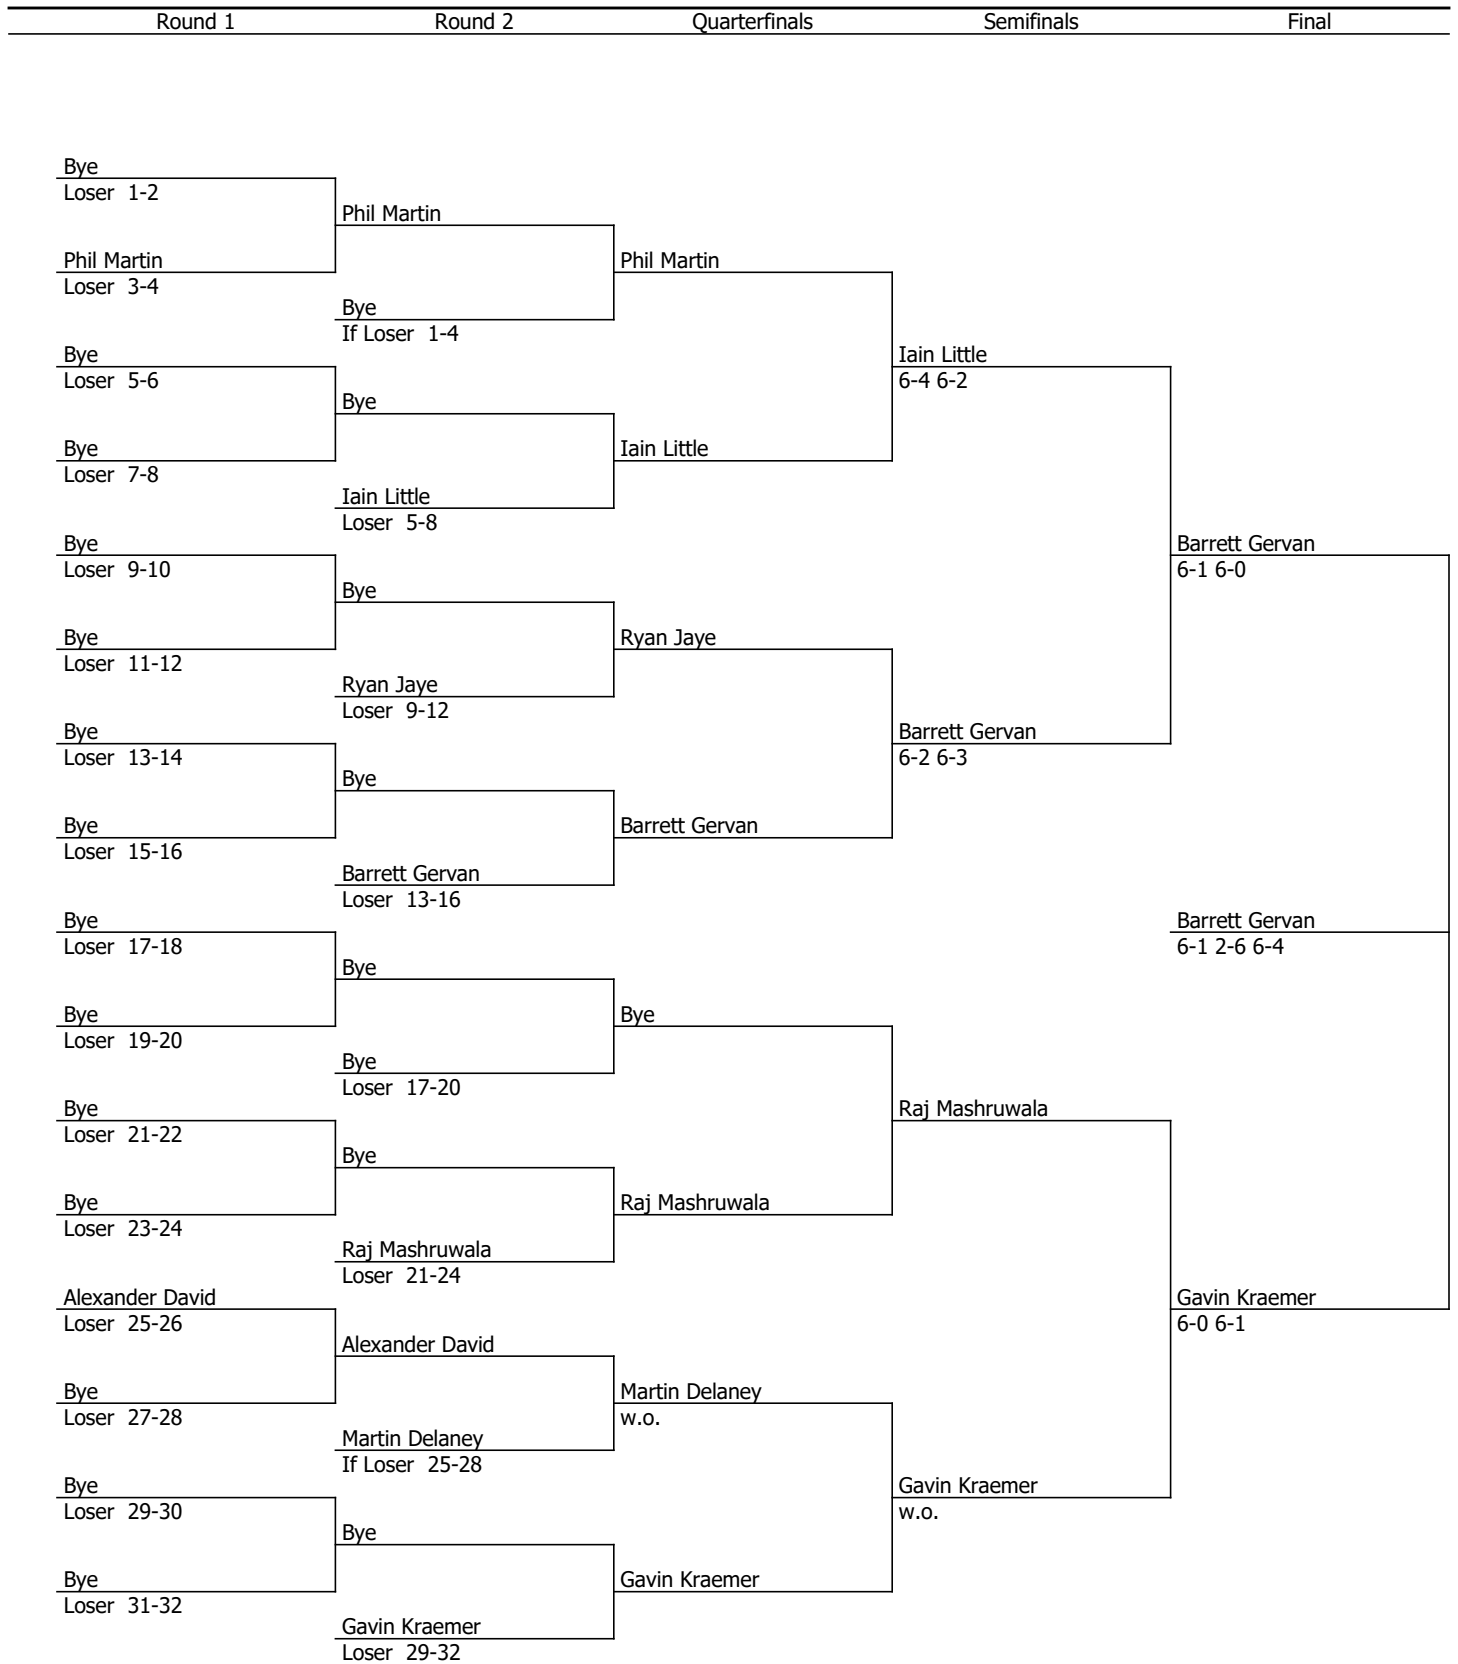 Round 1 Round 2 Quarterfinals Semifinals Final
Bye
Loser 1-2
Phil Martin
Phil Martin
Loser 3-4
Phil Martin
Bye
If Loser 1-4
Bye
Loser 5-6
Iain Little
6-4 6-2
Bye
Bye
Loser 7-8
Iain Little
Iain Little
Loser 5-8
Bye
Loser 9-10
Barrett Gervan
6-1 6-0
Bye
Bye
Loser 11-12
Ryan Jaye
Ryan Jaye
Loser 9-12
Bye
Loser 13-14
Barrett Gervan
6-2 6-3
Bye
Bye
Loser 15-16
Barrett Gervan
Barrett Gervan
Loser 13-16
Bye
Loser 17-18
Barrett Gervan
6-1 2-6 6-4
Bye
Bye
Loser 19-20
Bye
Bye
Loser 17-20
Bye
Loser 21-22
Raj Mashruwala
Bye
Bye
Loser 23-24
Raj Mashruwala
Raj Mashruwala
Loser 21-24
Alexander David
Loser 25-26
Gavin Kraemer
6-0 6-1
Alexander David
Bye
Loser 27-28
Martin Delaney
w.o.
Martin Delaney
If Loser 25-28
Bye
Loser 29-30
Gavin Kraemer
w.o.
Bye
Bye
Loser 31-32
Gavin Kraemer
Gavin Kraemer
Loser 29-32